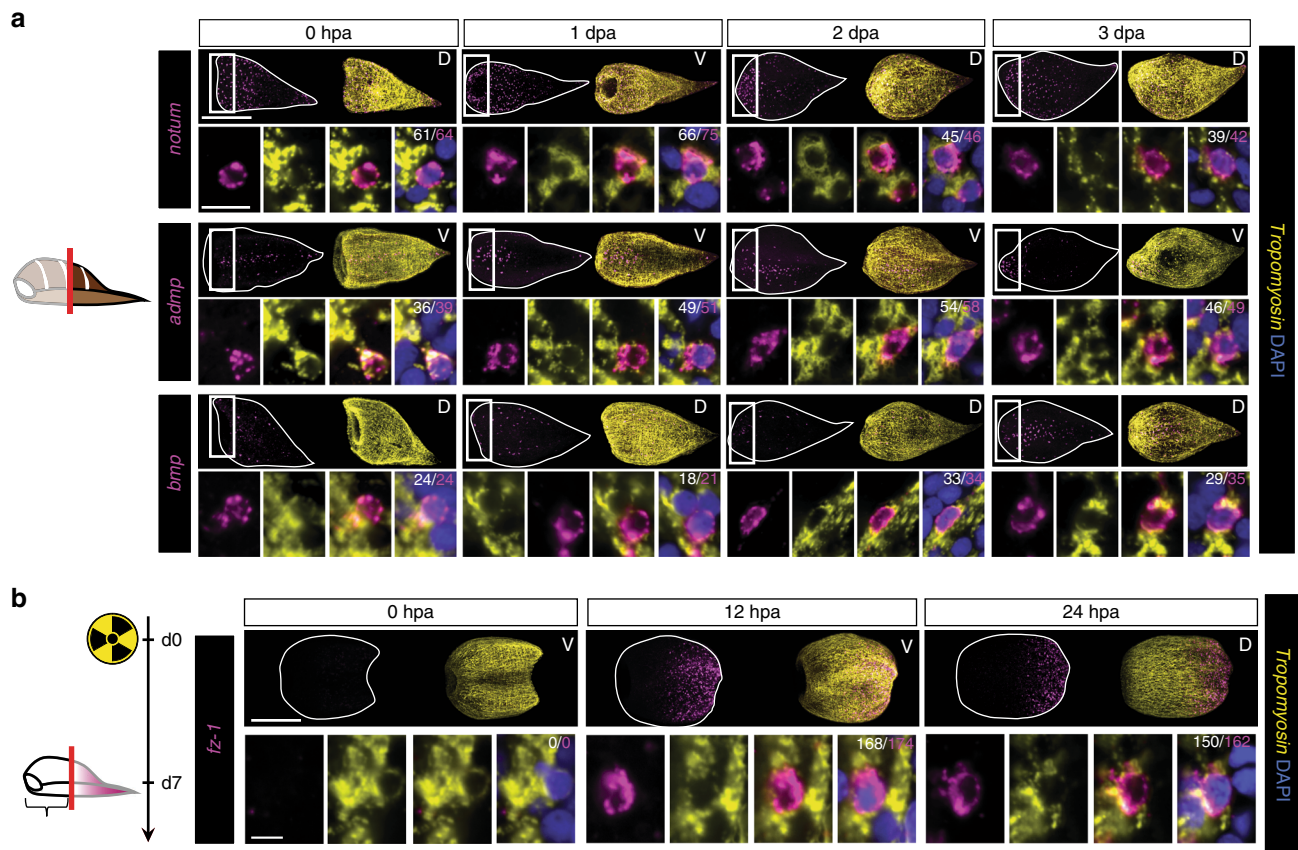 a
0 hpa
1 dpa
2 dpa
3 dpa
notum
D
V
D
D
61/64
66/75
45/46
39/42
admp
V
V
V
V
36/39
49/51
54/58
46/49
bmp
D
D
D
D
24/24
18/21
33/34
29/35
Tropomyosin DAPI
b
d0
d7
0 hpa
12 hpa
24 hpa
fz-1
V
V
D
0/0
168/174
150/162
Tropomyosin DAPI